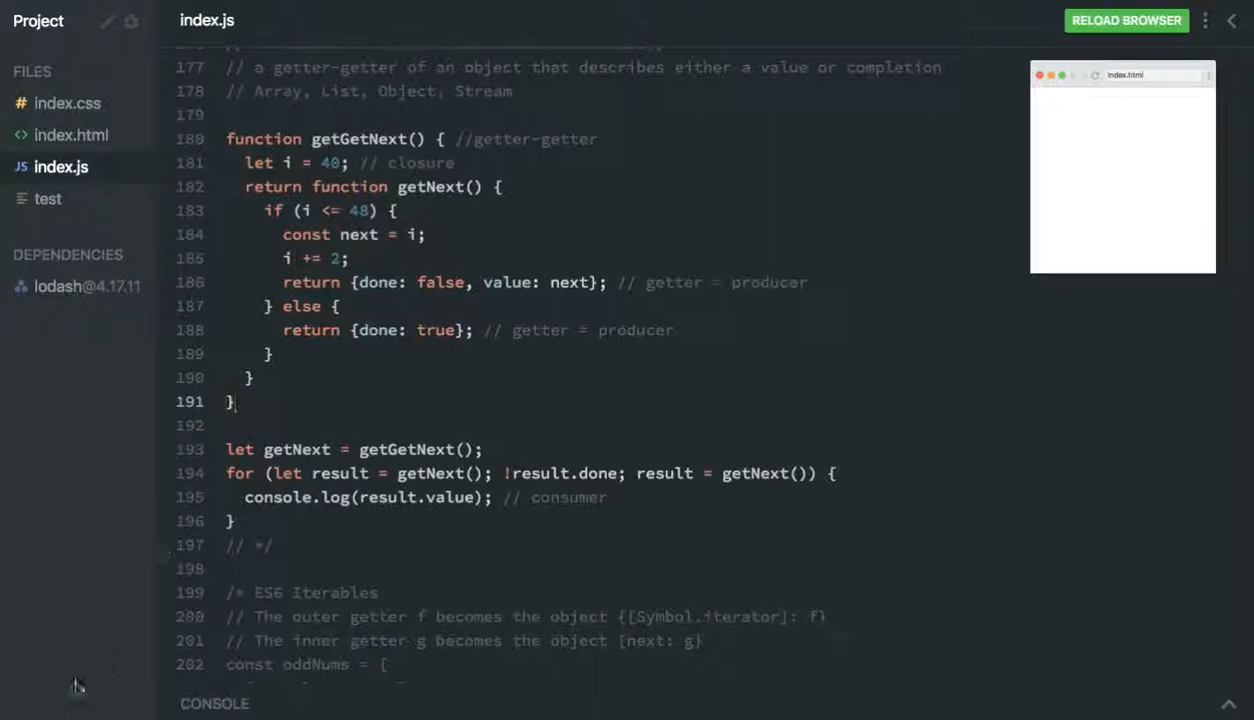 Project
index.js
RELOAD BROWSER
FILES
index.css
index.html
JS index.js
test
DEPENDENCIES
lodash@4.17.11
177 // a getter-getter of an object that describes either a value or completion
178 // Array, List, Object, Stream
179
180 function getGetNext() { //getter-getter
181 let i = 40; // closure
182 return function getNext() {
183 if (i <= 48) {
184 const next = i;
185 i += 2;
186 return {done: false, value: next}; // getter = producer
187 } else {
188 return {done: true}; // getter = producer
189 }
190 }
191 }
192
193 let getNext = getGetNext();
194 for (let result = getNext(); !result.done; result = getNext()) {
195 console.log(result.value); // consumer
196 }
197 // */
198
199 /* ES6 Iterables
200 // The outer getter f becomes the object {[Symbol.iterator]: f}
201 // The inner getter g becomes the object {next: g}
202 const oddNums = {
index.html
CONSOLE